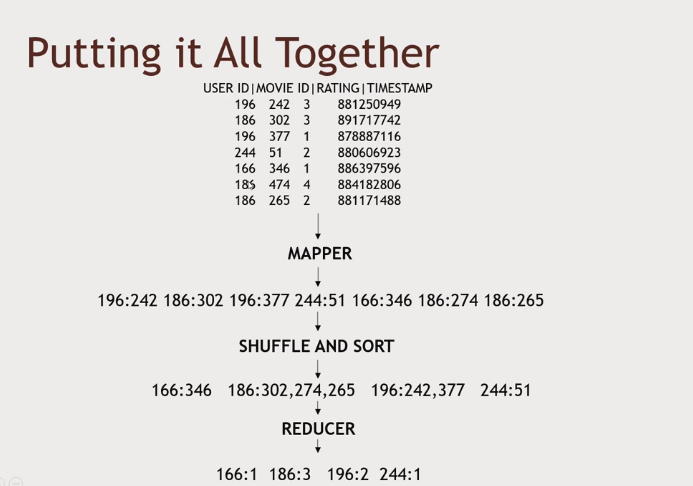 Putting it All Together
USER ID|MOVIE ID|RATING|TIMESTAMP
196 242 3 881250949
186 302 3 891717742
196 377 1 878887116
244 51 2 880606923
166 346 1 886397596
186 474 4 884182806
186 265 2 881171488
MAPPER
196:242 186:302 196:377 244:51 166:346 186:274 186:265
SHUFFLE AND SORT
166:346 186:302,274,265 196:242,377 244:51
REDUCER
166:1 186:3 196:2 244:1